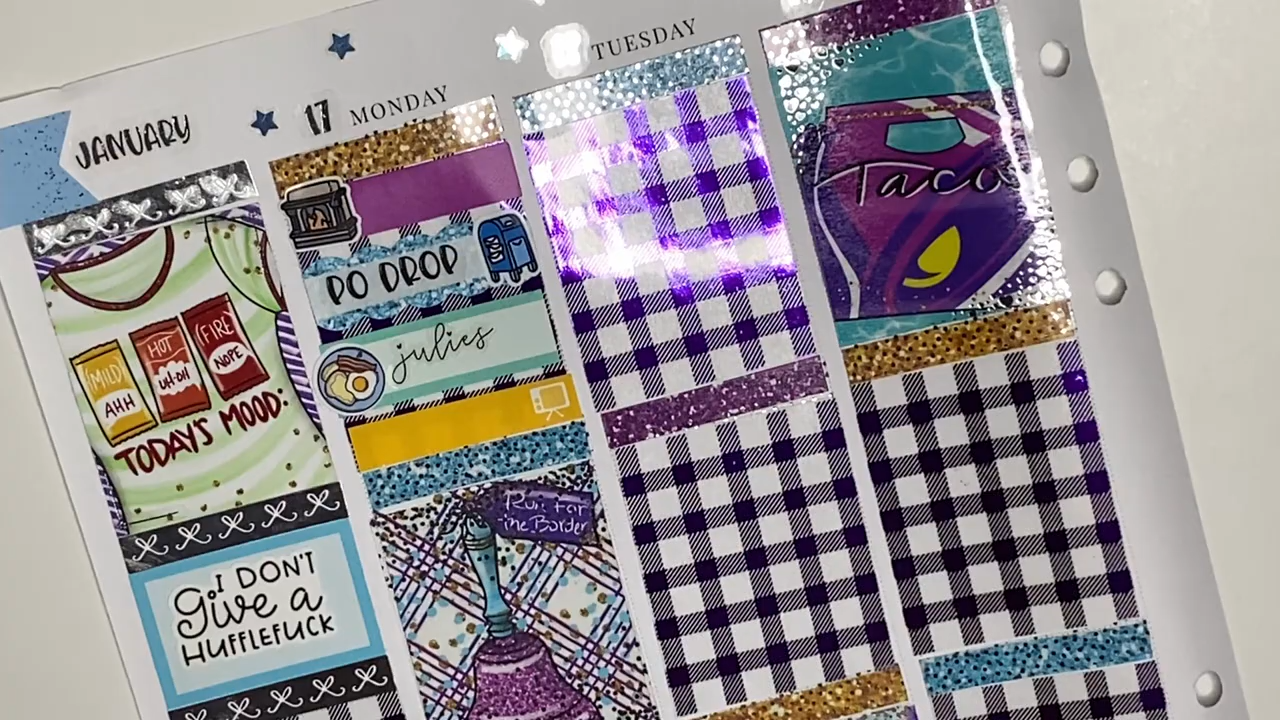 JANUARY
17 MONDAY
TUESDAY
(MILD)
AHH
HOT
UH-OH
(FIRE)
NOPE
TODAY'S MOOD:
I DON'T
Give a
HUFFLEFUCK
PO DROP
julies
Run For
The Border
Taco